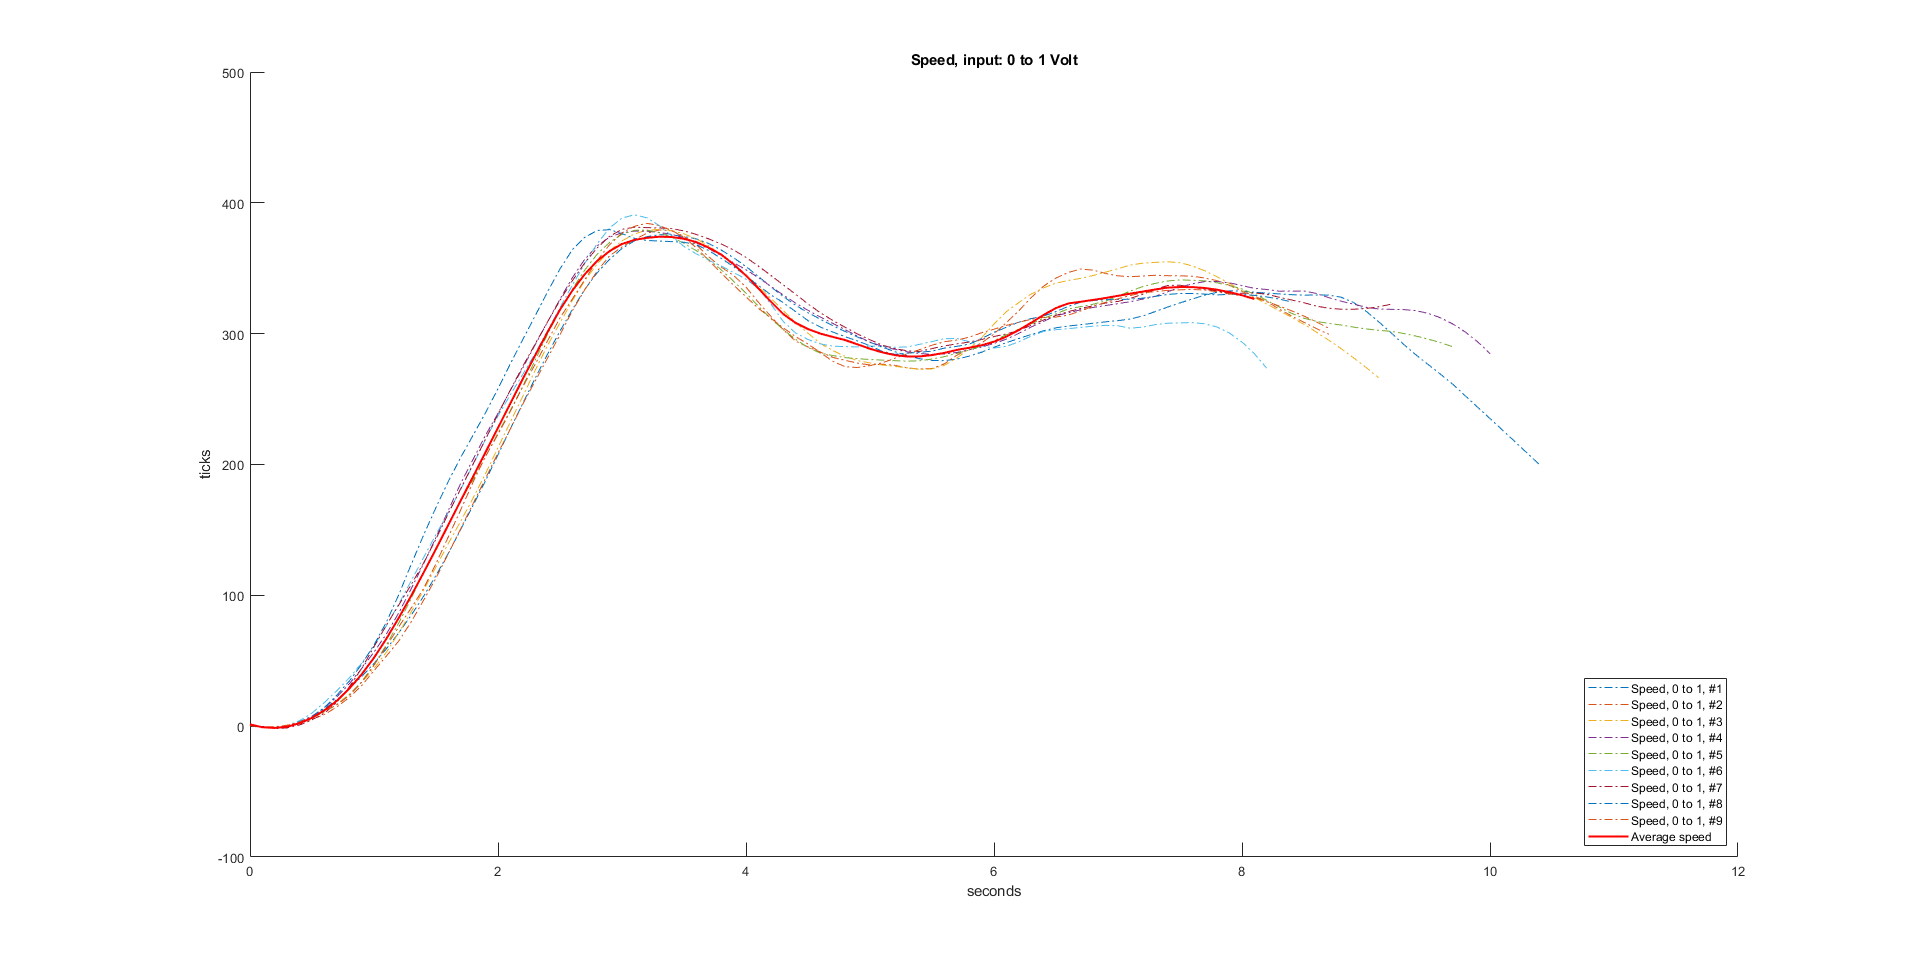 Speed, input: 0 to 1 Volt
500
400
300
200
100
0
-100
ticks
0 2 4 6 8 10 12
seconds
Speed, 0 to 1, #1
Speed, 0 to 1, #2
Speed, 0 to 1, #3
Speed, 0 to 1, #4
Speed, 0 to 1, #5
Speed, 0 to 1, #6
Speed, 0 to 1, #7
Speed, 0 to 1, #8
Speed, 0 to 1, #9
Average speed